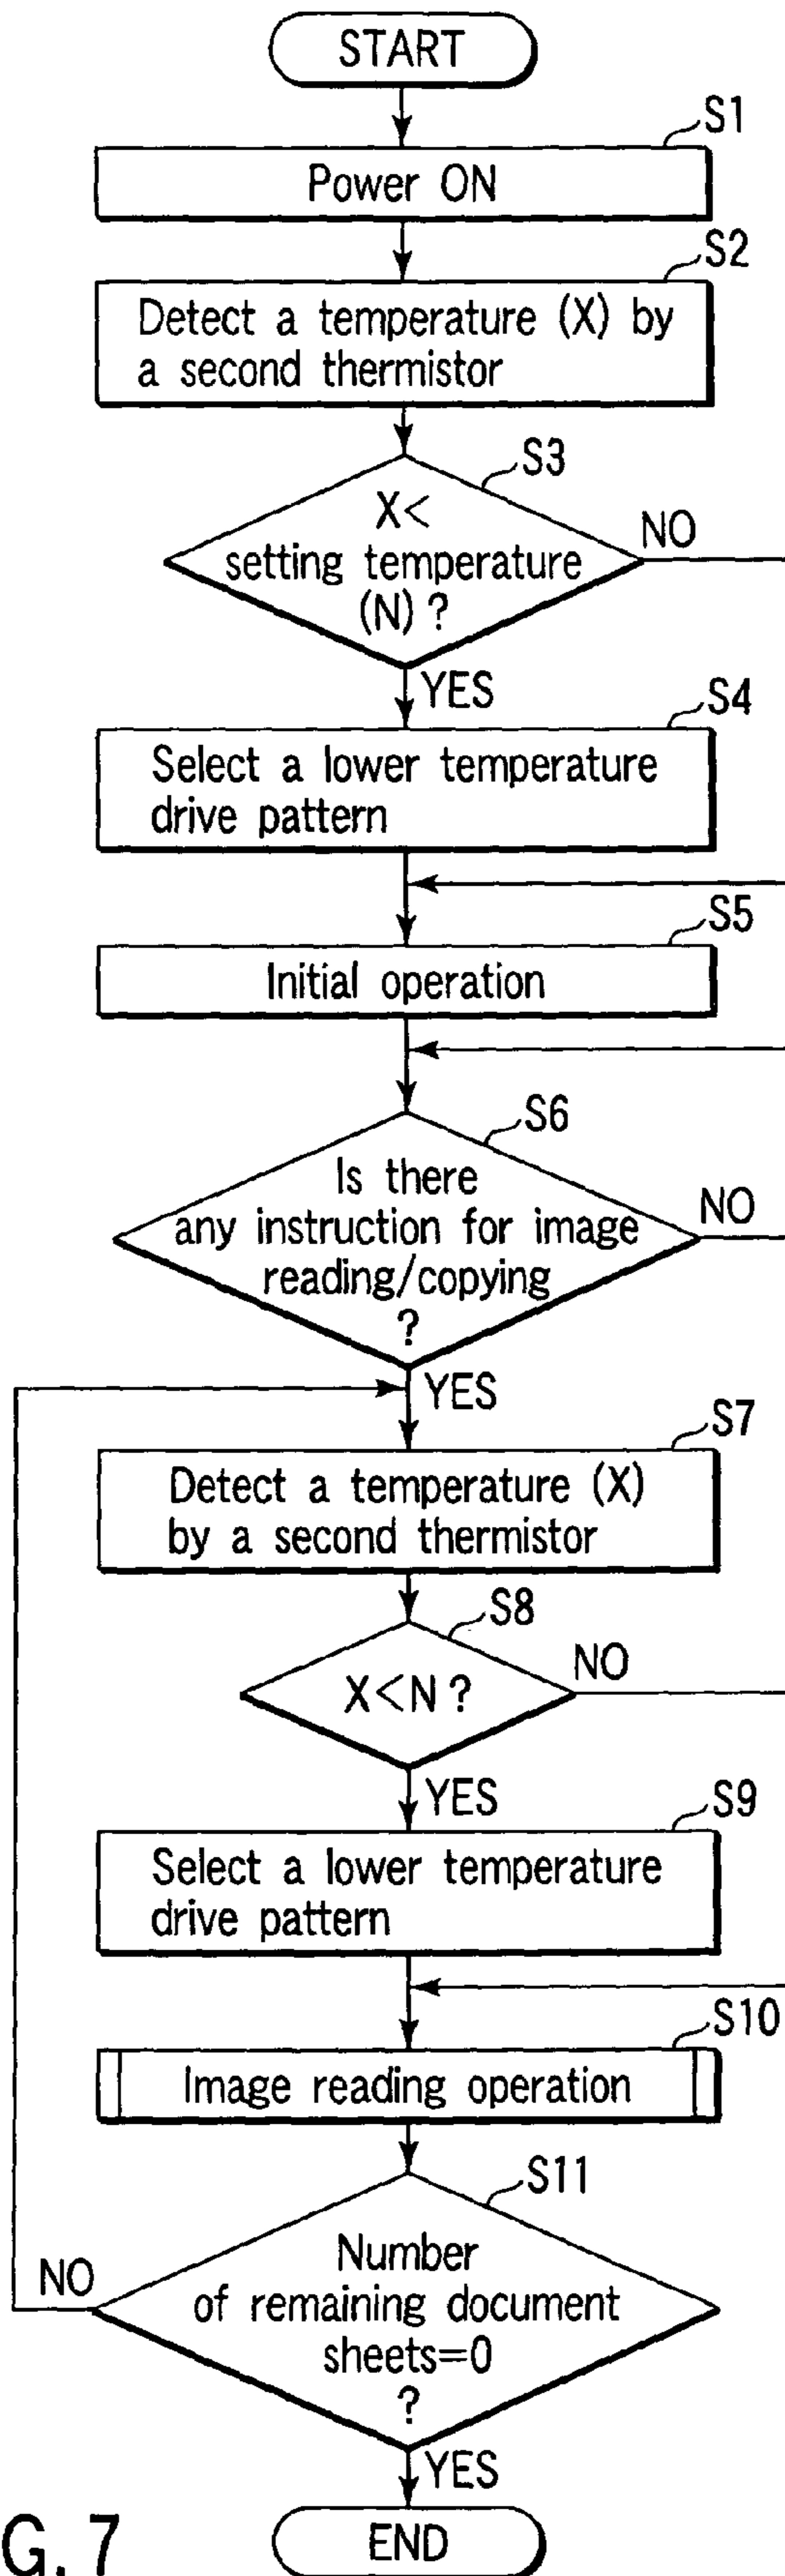 START
S1
Power ON
S2
Detect a temperature (X) by
a second thermistor
S3
X<
setting temperature
(N) ?
NO
YES
S4
Select a lower temperature
drive pattern
S5
Initial operation
S6
Is there
any instruction for image
reading/copying
?
NO
YES
S7
Detect a temperature (X)
by a second thermistor
S8
X<N ?
NO
YES
S9
Select a lower temperature
drive pattern
S10
Image reading operation
S11
Number
of remaining document
sheets=0
?
NO
YES
END
G. 7